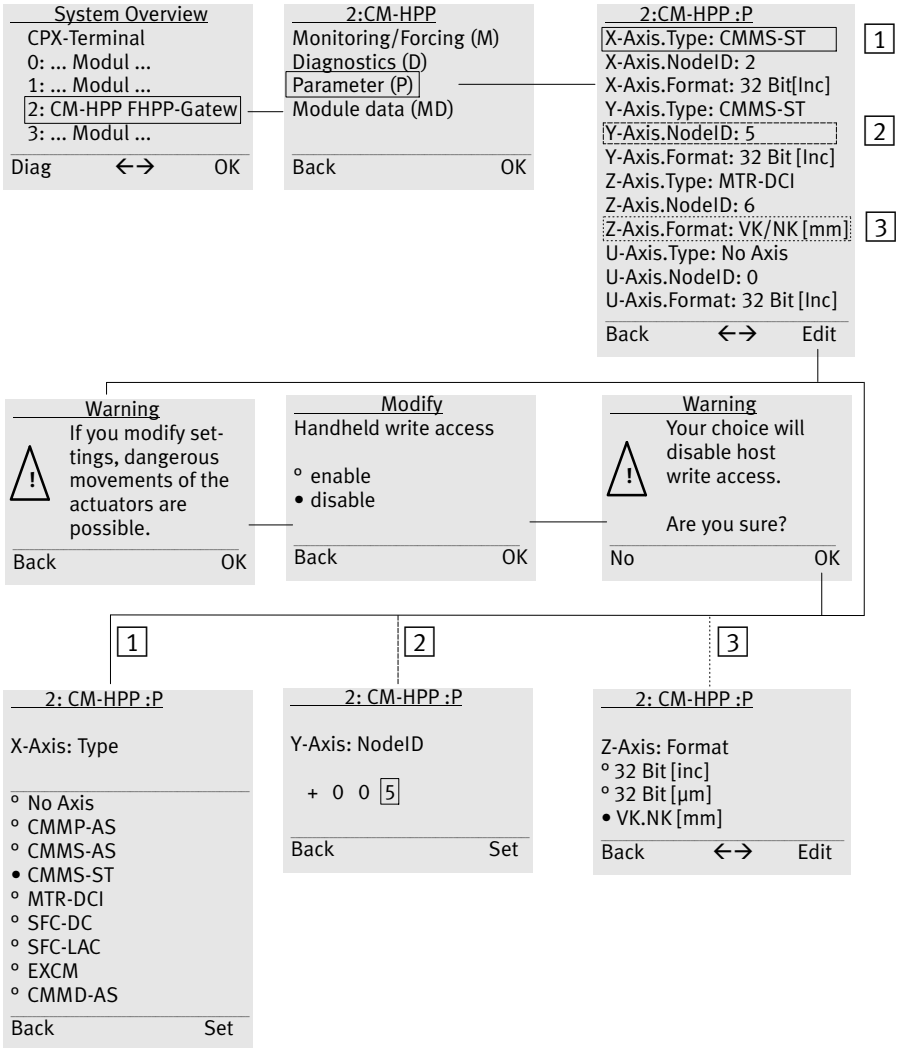 System Overview
CPX-Terminal
0: ... Modul ...
1: ... Modul ...
2: CM-HPP FHPP-Gatew
3: ... Modul ...
Diag ←→ OK
2:CM-HPP
Monitoring/Forcing (M)
Diagnostics (D)
Parameter (P)
Module data (MD)
Back OK
2:CM-HPP :P
X-Axis.Type: CMMS-ST
X-Axis.NodeID: 2
X-Axis.Format: 32 Bit[Inc]
Y-Axis.Type: CMMS-ST
Y-Axis.NodeID: 5
Y-Axis.Format: 32 Bit [Inc]
Z-Axis.Type: MTR-DCI
Z-Axis.NodeID: 6
Z-Axis.Format: VK/NK [mm]
U-Axis.Type: No Axis
U-Axis.NodeID: 0
U-Axis.Format: 32 Bit [Inc]
Back ←→ Edit
1
2
3
Warning
If you modify set-
tings, dangerous
movements of the
actuators are
possible.
!
Back OK
Modify
Handheld write access
° enable
• disable
Back OK
Warning
Your choice will
disable host
write access.
!
Are you sure?
No OK
1
2
3
2: CM-HPP :P
X-Axis: Type
° No Axis
° CMMP-AS
° CMMS-AS
• CMMS-ST
° MTR-DCI
° SFC-DC
° SFC-LAC
° EXCM
° CMMD-AS
Back Set
2: CM-HPP :P
Y-Axis: NodeID
+ 0 0 5
Back Set
2: CM-HPP :P
Z-Axis: Format
° 32 Bit [inc]
° 32 Bit [µm]
• VK.NK [mm]
Back ←→ Edit